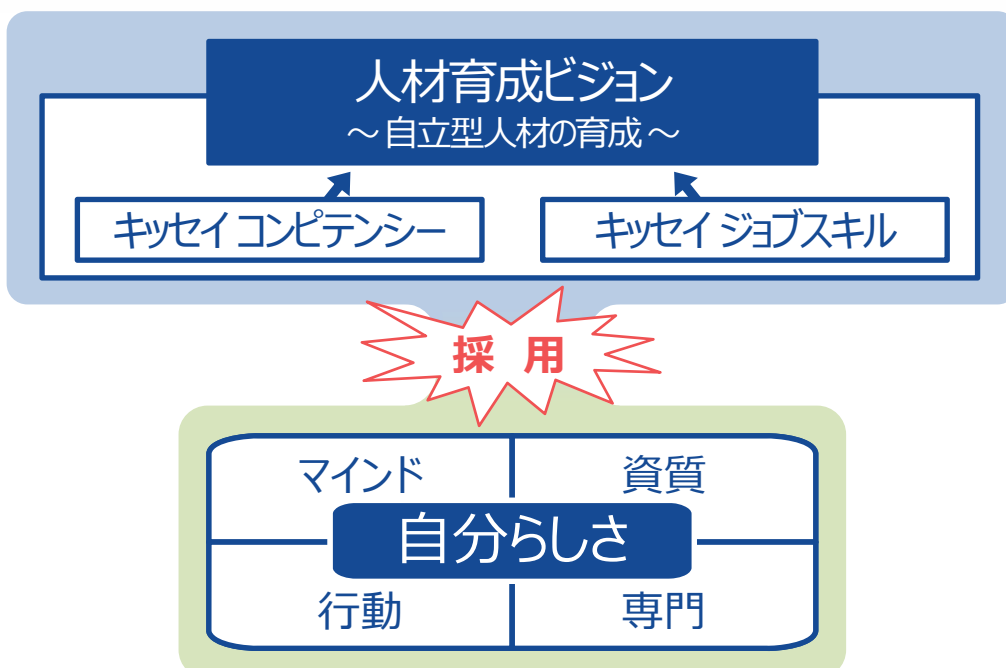 人材育成ビジョン
～自立型人材の育成～
キッセイ コンピテンシー
キッセイ ジョブスキル
採 用
マインド
資質
自分らしさ
行動
専門